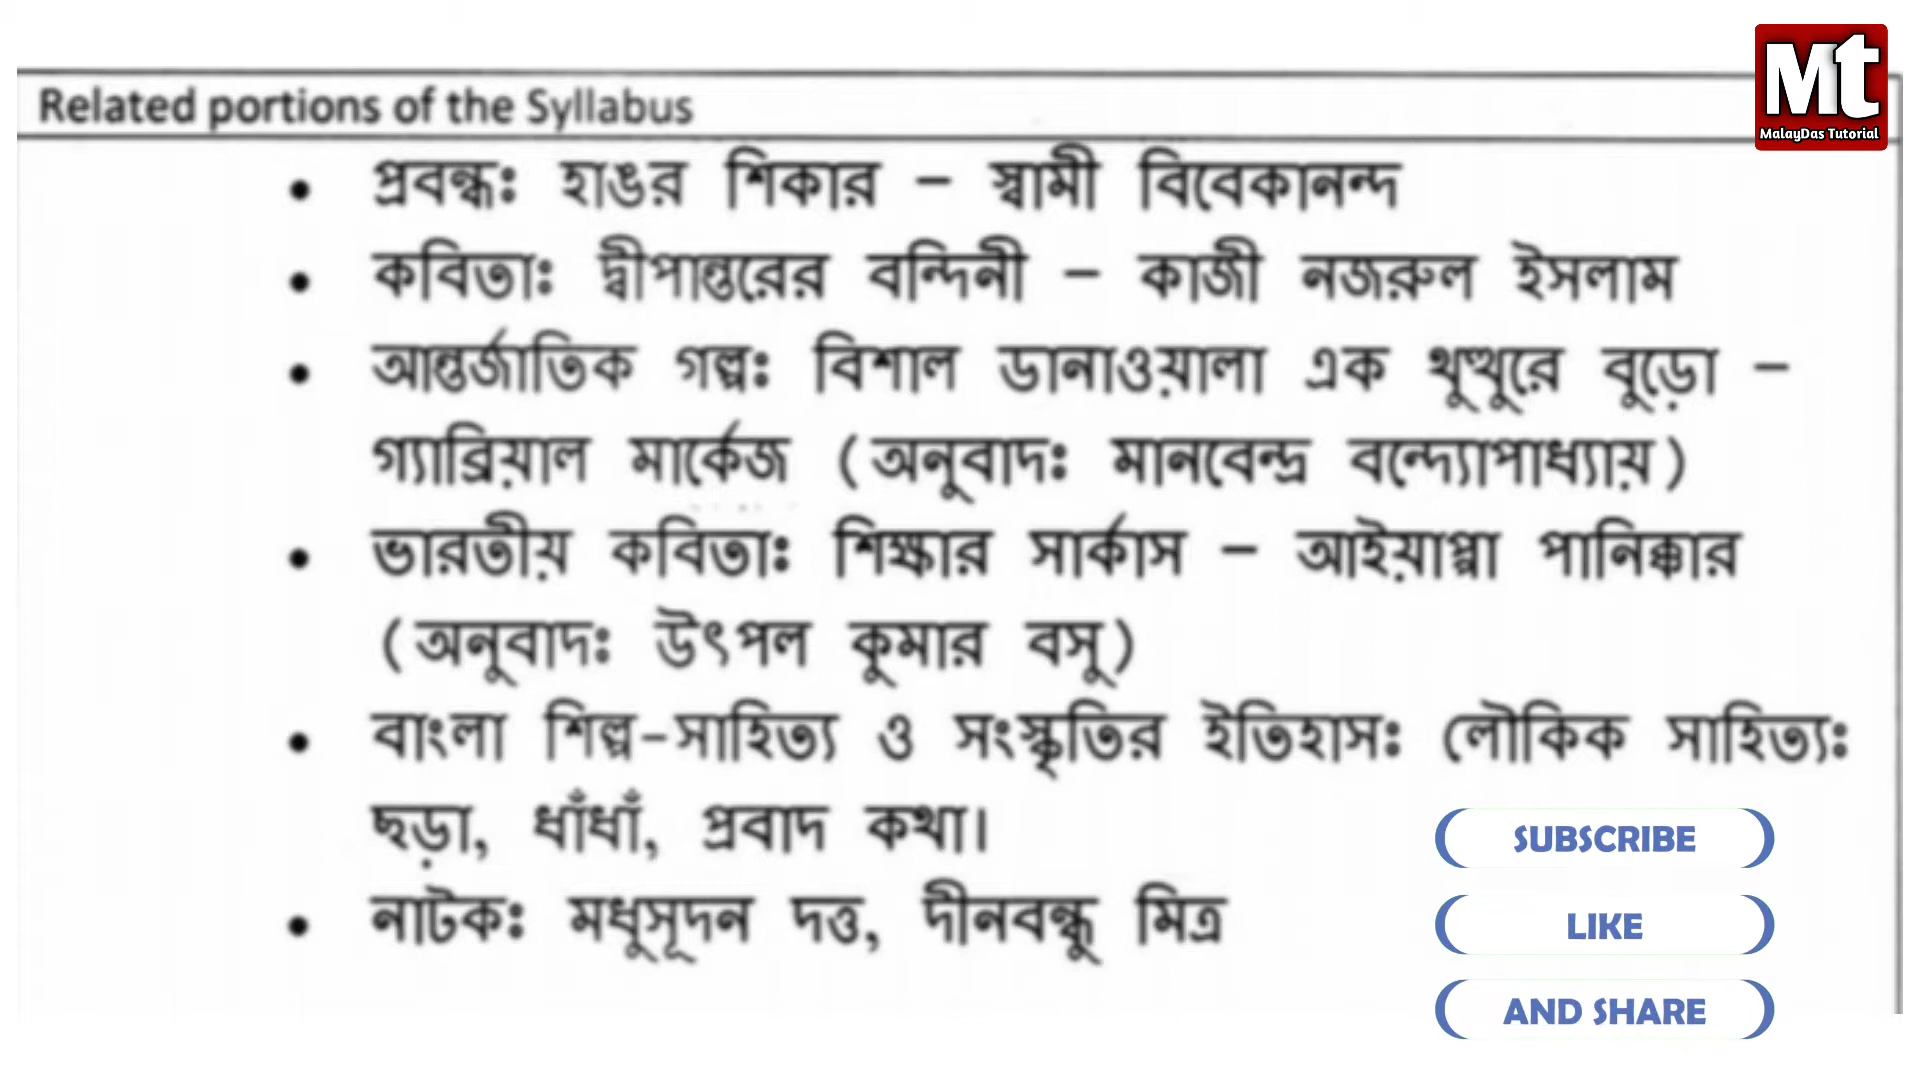 Mt
MalayDas Tutorial
Related portions of the Syllabus
• প্রবন্ধঃ হাঙর শিকার – স্বামী বিবেকানন্দ
• কবিতাঃ দ্বীপান্তরের বন্দিনী – কাজী নজরুল ইসলাম
• আন্তর্জাতিক গল্পঃ বিশাল ডানাওয়ালা এক থুত্থুরে বুড়ো –
গ্যাব্রিয়াল মার্কেজ (অনুবাদঃ মানবেন্দ্র বন্দ্যোপাধ্যায়)
• ভারতীয় কবিতাঃ শিক্ষার সার্কাস – আইয়াপ্পা পানিক্কার
(অনুবাদঃ উৎপল কুমার বসু)
• বাংলা শিল্প-সাহিত্য ও সংস্কৃতির ইতিহাসঃ লৌকিক সাহিত্যঃ
ছড়া, ধাঁধাঁ, প্রবাদ কথা।
• নাটকঃ মধুসূদন দত্ত, দীনবন্ধু মিত্র
SUBSCRIBE
LIKE
AND SHARE